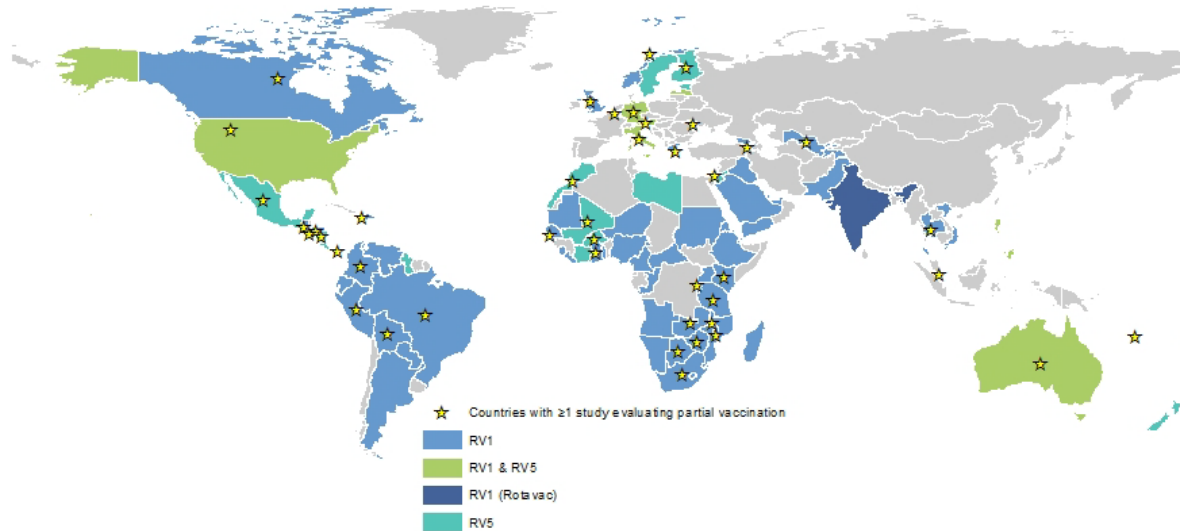 Countries with ≥1 study evaluating partial vaccination
RV1
RV1 & RV5
RV1 (Rotavac)
RV5